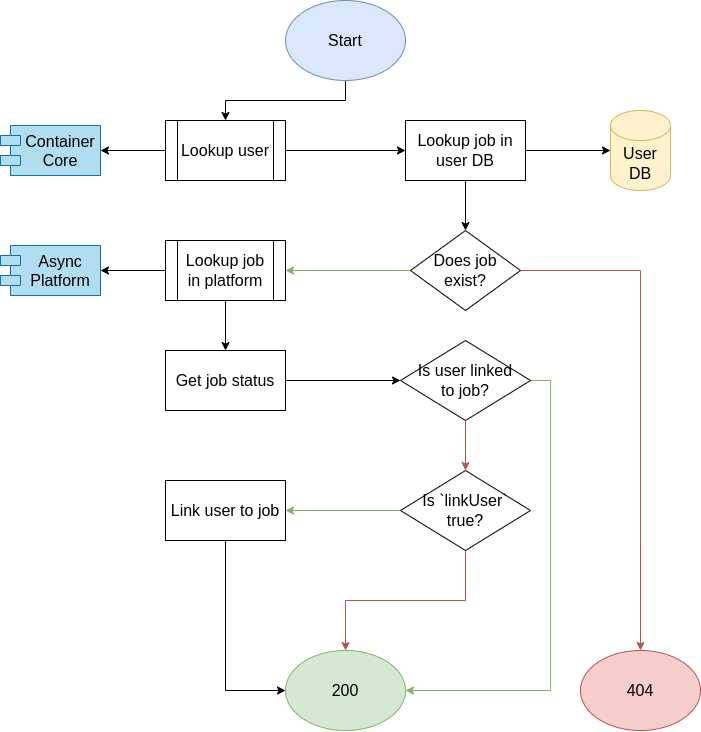 Start
Container
Core
Lookup user
Lookup job in
user DB
User
DB
Async
Platform
Lookup job
in platform
Does job
exist?
Get job status
Is user linked
to job?
Link user to job
Is `linkUser`
true?
200
404